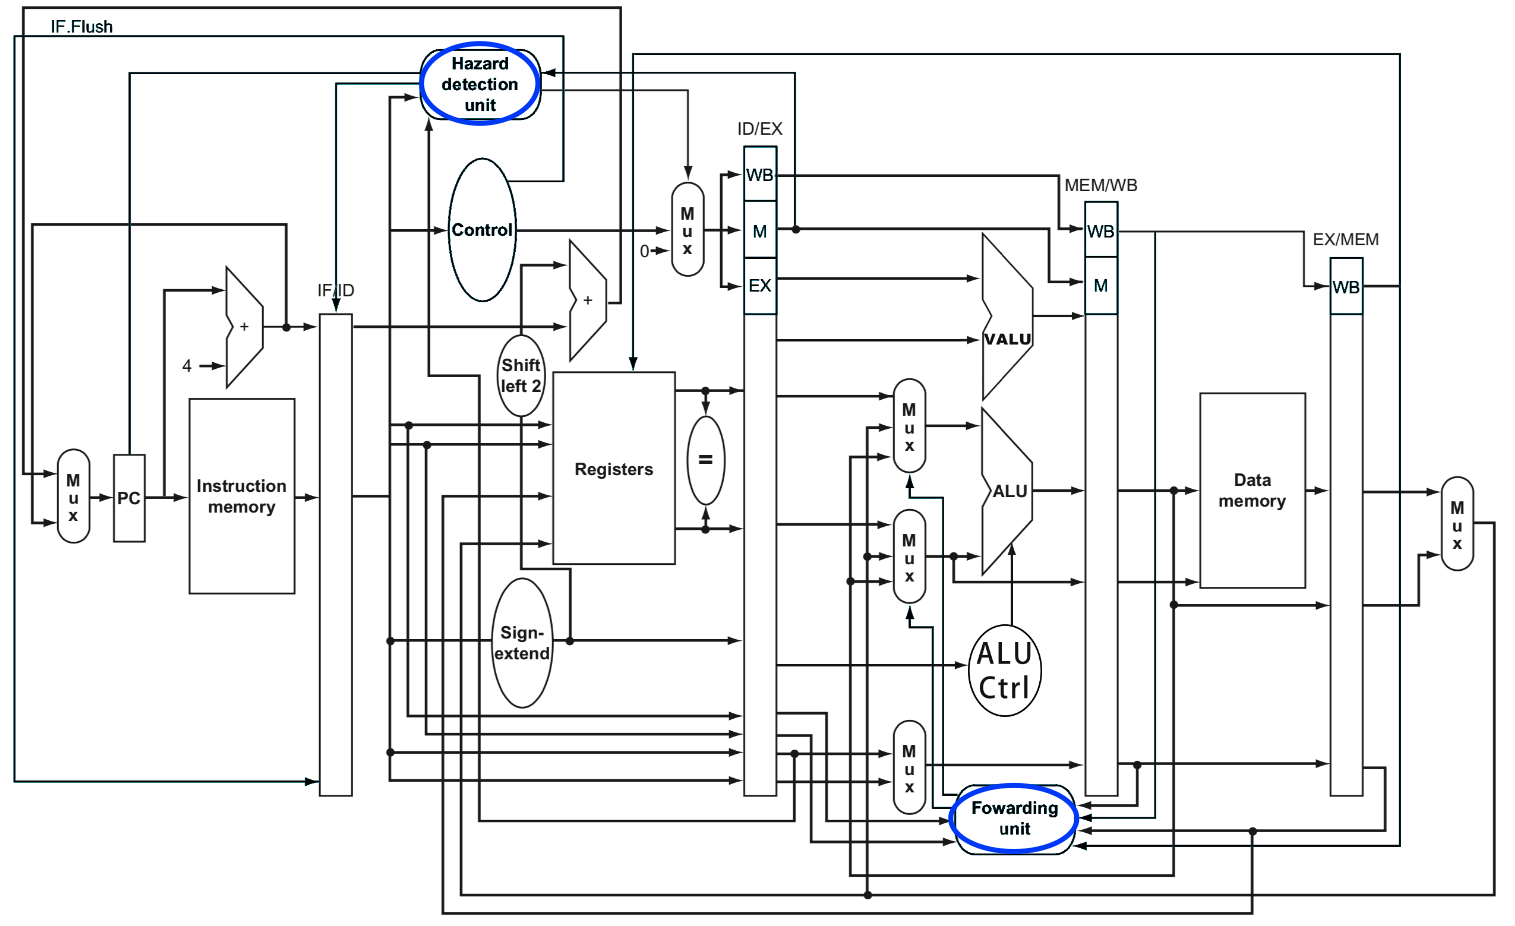 IF.Flush
Hazard
detection
unit
ID/EX
WB
M
EX
MEM/WB
WB
M
EX/MEM
WB
Control
M
u
x
0
+
IF/ID
+
4
Shift
left 2
VALU
M
u
x
PC
Instruction
memory
Registers
=
M
u
x
ALU
Data
memory
M
u
x
M
u
x
Sign-
extend
ALU
Ctrl
M
u
x
Fowarding
unit